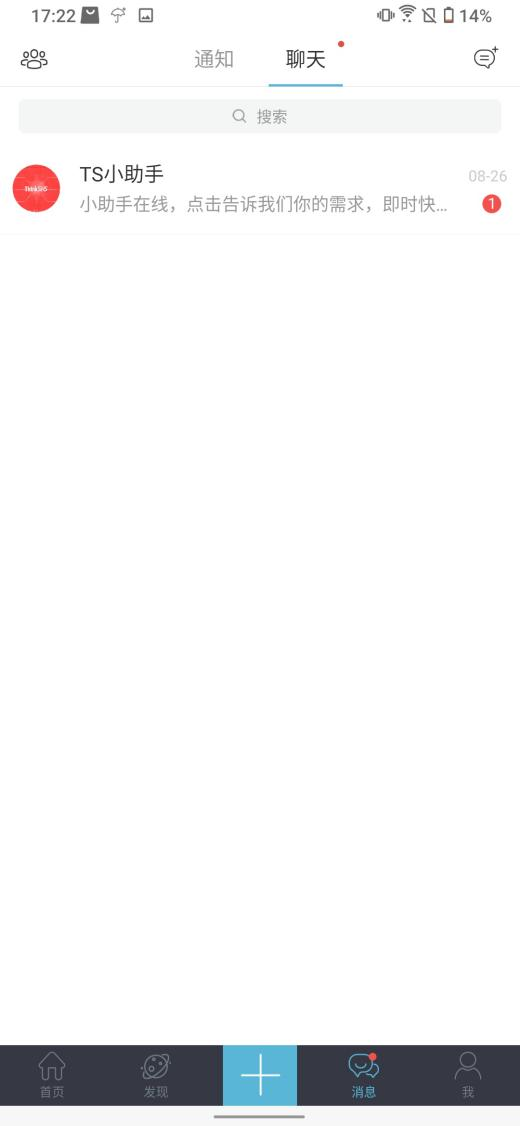 17:22
14%
通知
聊天
搜索
TS小助手
08-26
小助手在线，点击告诉我们你的需求，即时快...
1
首页
发现
消息
我